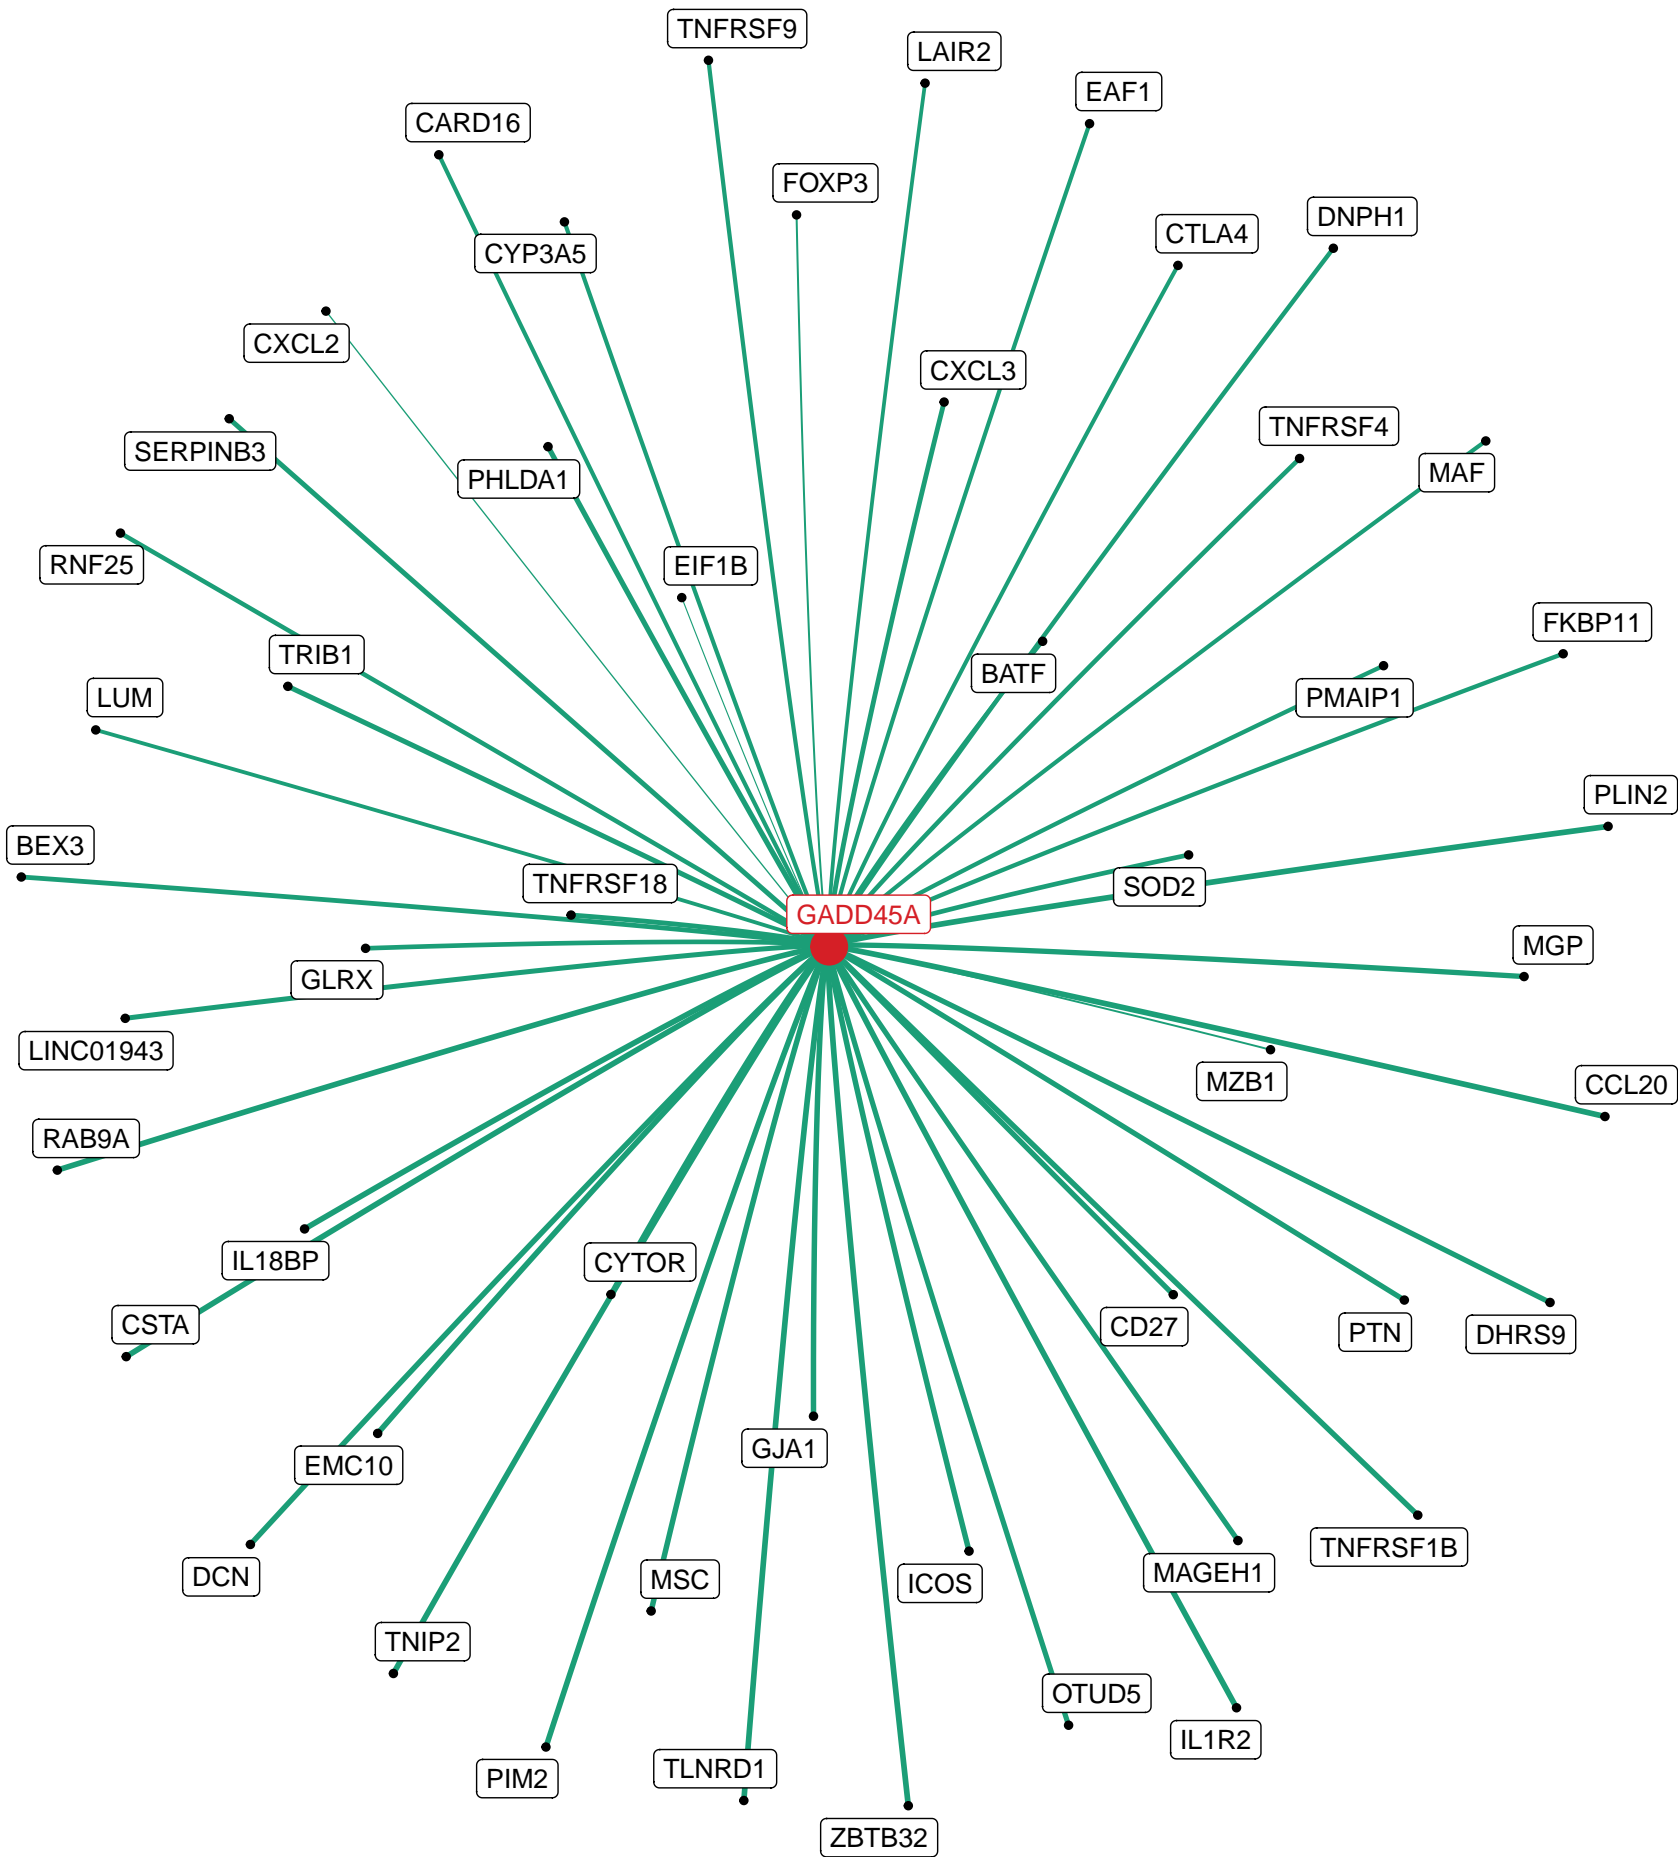 TNFRSF9
LAIR2
EAF1
CARD16
FOXP3
DNPH1
CTLA4
CYP3A5
CXCL2
CXCL3
TNFRSF4
SERPINB3
MAF
PHLDA1
RNF25
EIF1B
FKBP11
TRIB1
BATF
LUM
PMAIP1
PLIN2
BEX3
TNFRSF18
SOD2
GADD45A
MGP
GLRX
LINC01943
MZB1
CCL20
RAB9A
IL18BP
CYTOR
CSTA
CD27
PTN
DHRS9
GJA1
EMC10
TNFRSF1B
MAGEH1
DCN
MSC
ICOS
TNIP2
OTUD5
IL1R2
TLNRD1
PIM2
ZBTB32